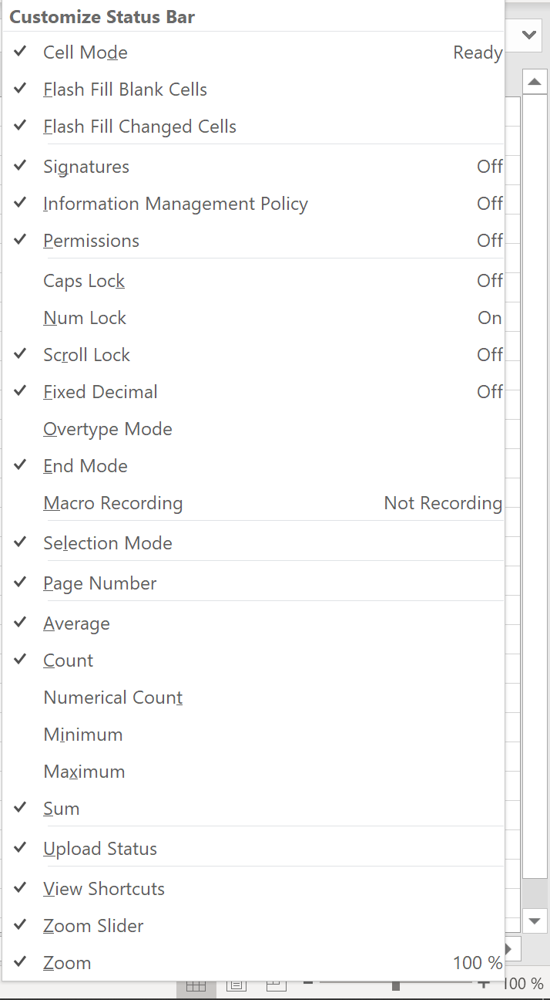 Customize Status Bar
Cell Mode Ready
Flash Fill Blank Cells
Flash Fill Changed Cells
Signatures Off
Information Management Policy Off
Permissions Off
Caps Lock Off
Num Lock On
Scroll Lock Off
Fixed Decimal Off
Overtype Mode
End Mode
Macro Recording Not Recording
Selection Mode
Page Number
Average
Count
Numerical Count
Minimum
Maximum
Sum
Upload Status
View Shortcuts
Zoom Slider
Zoom 100 %
100 %